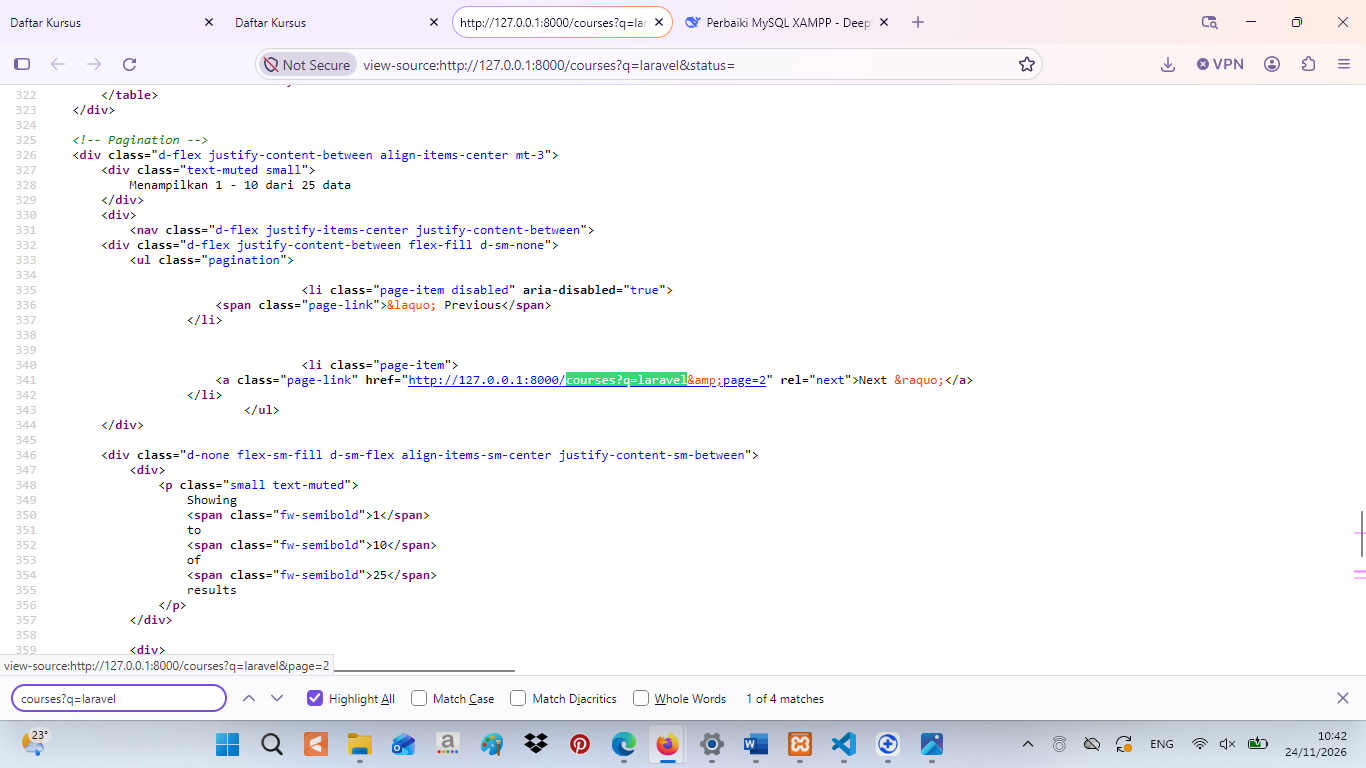 Daftar Kursus
Daftar Kursus
http://127.0.0.1:8000/courses?q=lar
Perbaiki MySQL XAMPP - Deep
Not Secure
view-source:http://127.0.0.1:8000/courses?q=laravel&status=
VPN
322 </table>
323 </div>
324
325 <!-- Pagination -->
326 <div class="d-flex justify-content-between align-items-center mt-3">
327 <div class="text-muted small">
328 Menampilkan 1 - 10 dari 25 data
329 </div>
330 <div>
331 <nav class="d-flex justify-items-center justify-content-between">
332 <div class="d-flex justify-content-between flex-fill d-sm-none">
333 <ul class="pagination">
334
335 <li class="page-item disabled" aria-disabled="true">
336 <span class="page-link">&laquo; Previous</span>
337 </li>
338
339
340 <li class="page-item">
341 <a class="page-link" href="http://127.0.0.1:8000/courses?q=laravel&amp;page=2" rel="next">Next &raquo;</a>
342 </li>
343 </ul>
344 </div>
345
346 <div class="d-none flex-sm-fill d-sm-flex align-items-sm-center justify-content-sm-between">
347 <div>
348 <p class="small text-muted">
349 Showing
350 <span class="fw-semibold">1</span>
351 to
352 <span class="fw-semibold">10</span>
353 of
354 <span class="fw-semibold">25</span>
355 results
356 </p>
357 </div>
358
359 <div>
view-source:http://127.0.0.1:8000/courses?q=laravel&page=2
courses?q=laravel
Highlight All
Match Case
Match Diacritics
Whole Words
1 of 4 matches
23°
ENG
10:42
24/11/2026